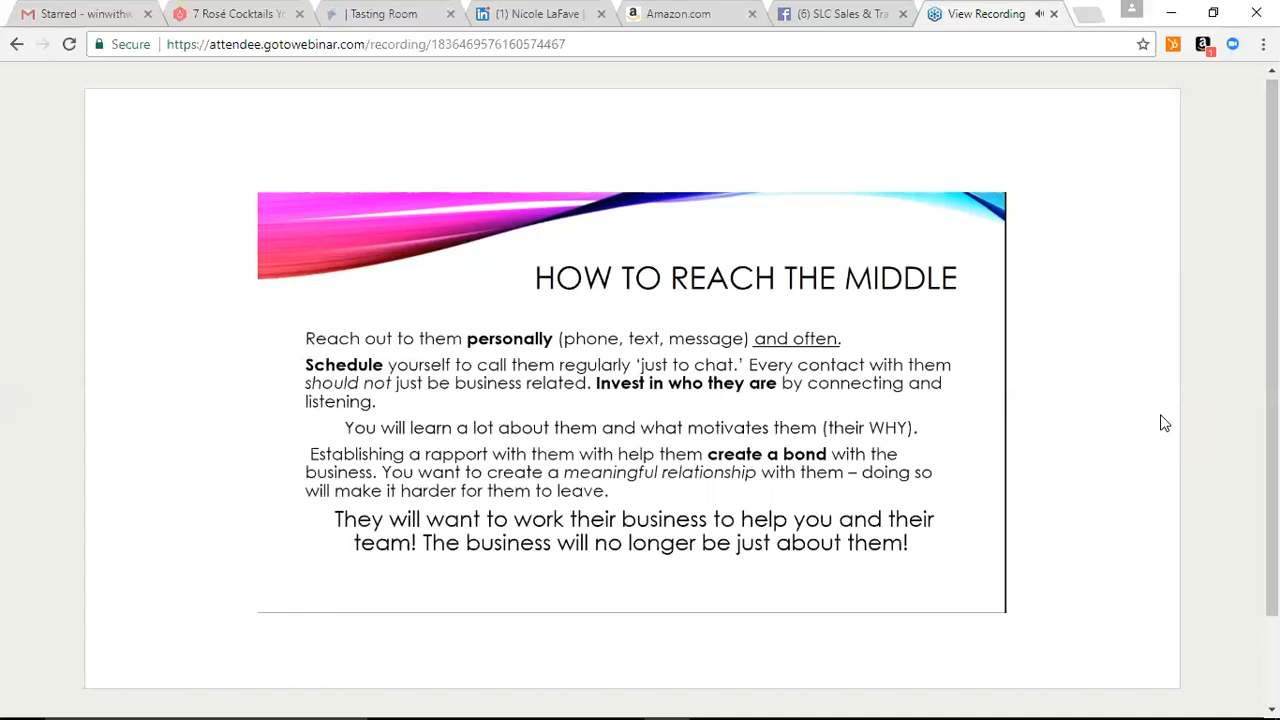 Starred - winwithw
7 Rosé Cocktails Yo
| Tasting Room
(1) Nicole LaFave |
Amazon.com
(6) SLC Sales & Tra
View Recording
Secure
https://attendee.gotowebinar.com/recording/1836469576160574467
1
HOW TO REACH THE MIDDLE
Reach out to them personally (phone, text, message) and often.
Schedule yourself to call them regularly ‘just to chat.’ Every contact with them
should not just be business related. Invest in who they are by connecting and
listening.
You will learn a lot about them and what motivates them (their WHY).
Establishing a rapport with them with help them create a bond with the
business. You want to create a meaningful relationship with them – doing so
will make it harder for them to leave.
They will want to work their business to help you and their
team! The business will no longer be just about them!